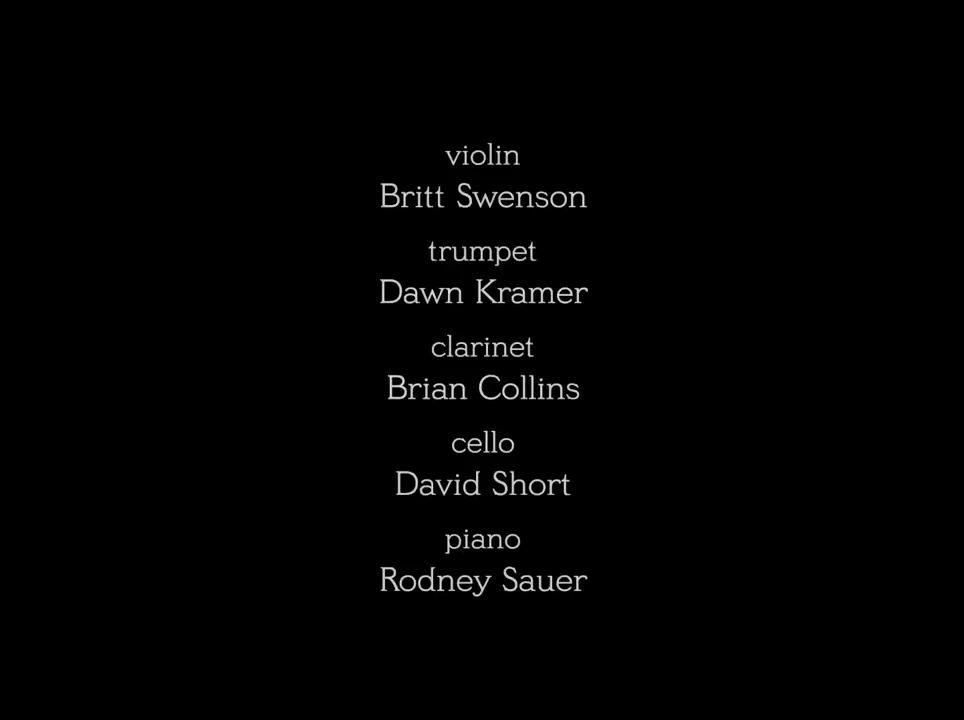 violin
Britt Swenson
trumpet
Dawn Kramer
clarinet
Brian Collins
cello
David Short
piano
Rodney Sauer